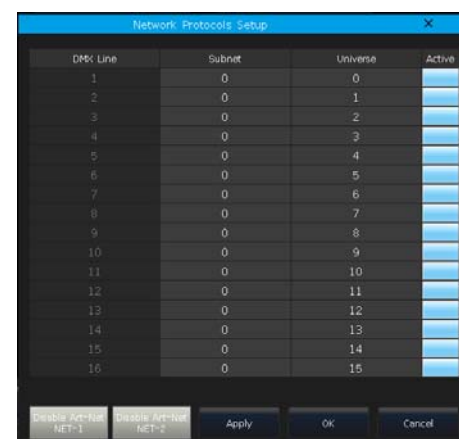 Network Protocols Setup ×
DMX Line Subnet Universe Active
1 0 0
2 0 1
3 0 2
4 0 3
5 0 4
6 0 5
7 0 6
8 0 7
9 0 8
10 0 9
11 0 10
12 0 11
13 0 12
14 0 13
15 0 14
16 0 15
Disable Art-Net Disable Art-Net
NET-1 NET-2 Apply OK Cancel